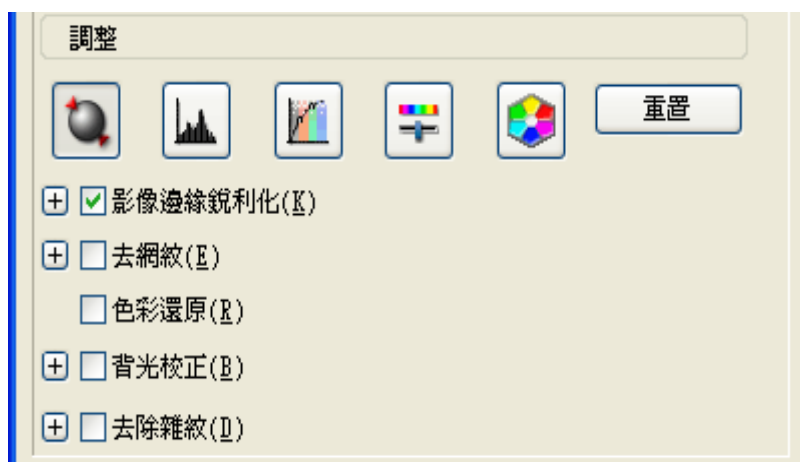 調整
重置
影像邊緣銳利化(K)
去網紋(E)
色彩還原(R)
背光校正(B)
去除雜紋(D)